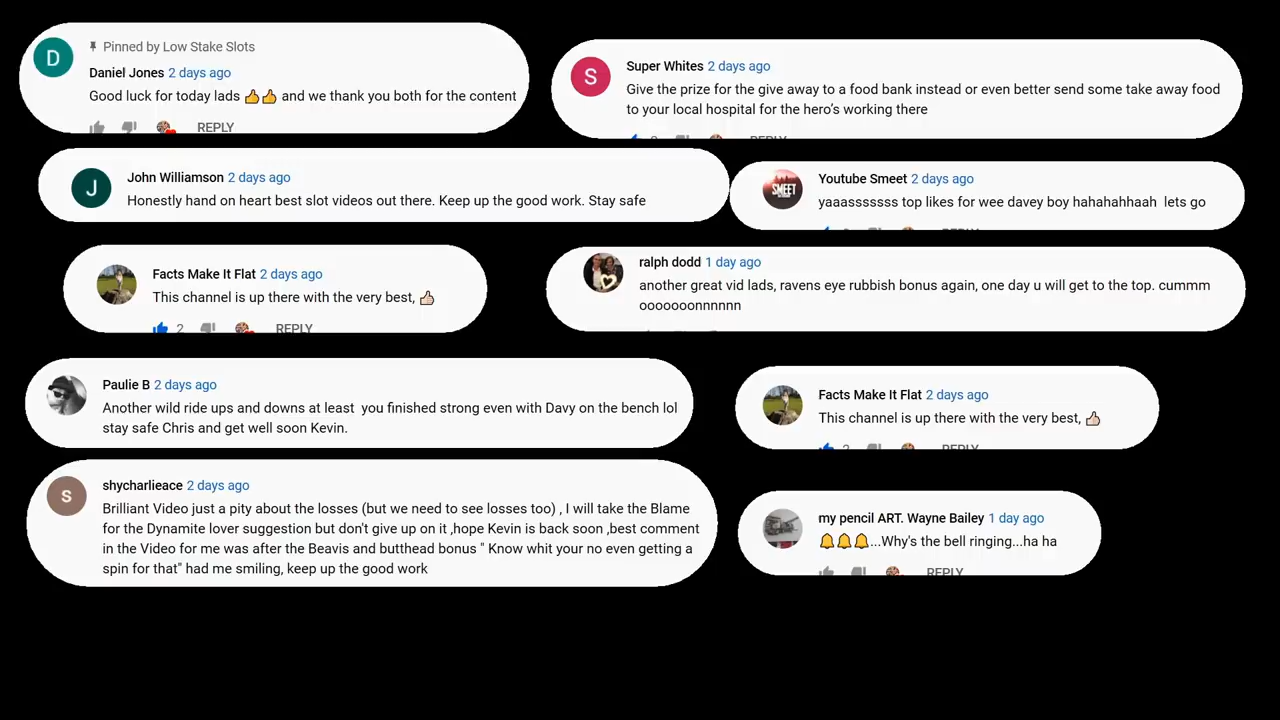 Pinned by Low Stake Slots
Daniel Jones 2 days ago
Good luck for today lads 👍👍 and we thank you both for the content
REPLY
Super Whites 2 days ago
Give the prize for the give away to a food bank instead or even better send some take away food
to your local hospital for the hero's working there
REPLY
John Williamson 2 days ago
Honestly hand on heart best slot videos out there. Keep up the good work. Stay safe
Youtube Smeet 2 days ago
yaaasssssss top likes for wee davey boy hahahahhaah lets go
Facts Make It Flat 2 days ago
This channel is up there with the very best, 👍🏻
2 REPLY
ralph dodd 1 day ago
another great vid lads, ravens eye rubbish bonus again, one day u will get to the top. cummm
ooooooonnnnnn
Paulie B 2 days ago
Another wild ride ups and downs at least you finished strong even with Davy on the bench lol
stay safe Chris and get well soon Kevin.
Facts Make It Flat 2 days ago
This channel is up there with the very best, 👍🏻
2 REPLY
shycharlieace 2 days ago
Brilliant Video just a pity about the losses (but we need to see losses too) , I will take the Blame
for the Dynamite lover suggestion but don't give up on it ,hope Kevin is back soon ,best comment
in the Video for me was after the Beavis and butthead bonus " Know whit your no even getting a
spin for that" had me smiling, keep up the good work
my pencil ART. Wayne Bailey 1 day ago
🔔🔔🔔...Why's the bell ringing...ha ha
REPLY